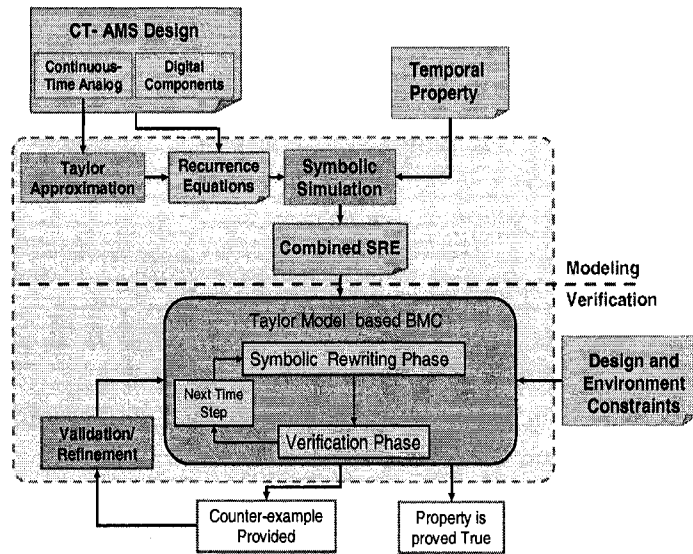 CT- AMS Design
Continuous-
Time Analog
Digital
Components
Temporal
Property
Taylor
Approximation
Recurrence
Equations
Symbolic
Simulation
Combined SRE
Modeling
Verification
Taylor Model based BMC
Symbolic Rewriting Phase
Next Time
Step
Verification Phase
Design and
Environment
Constraints
Validation/
Refinement
Counter-example
Provided
Property is
proved True